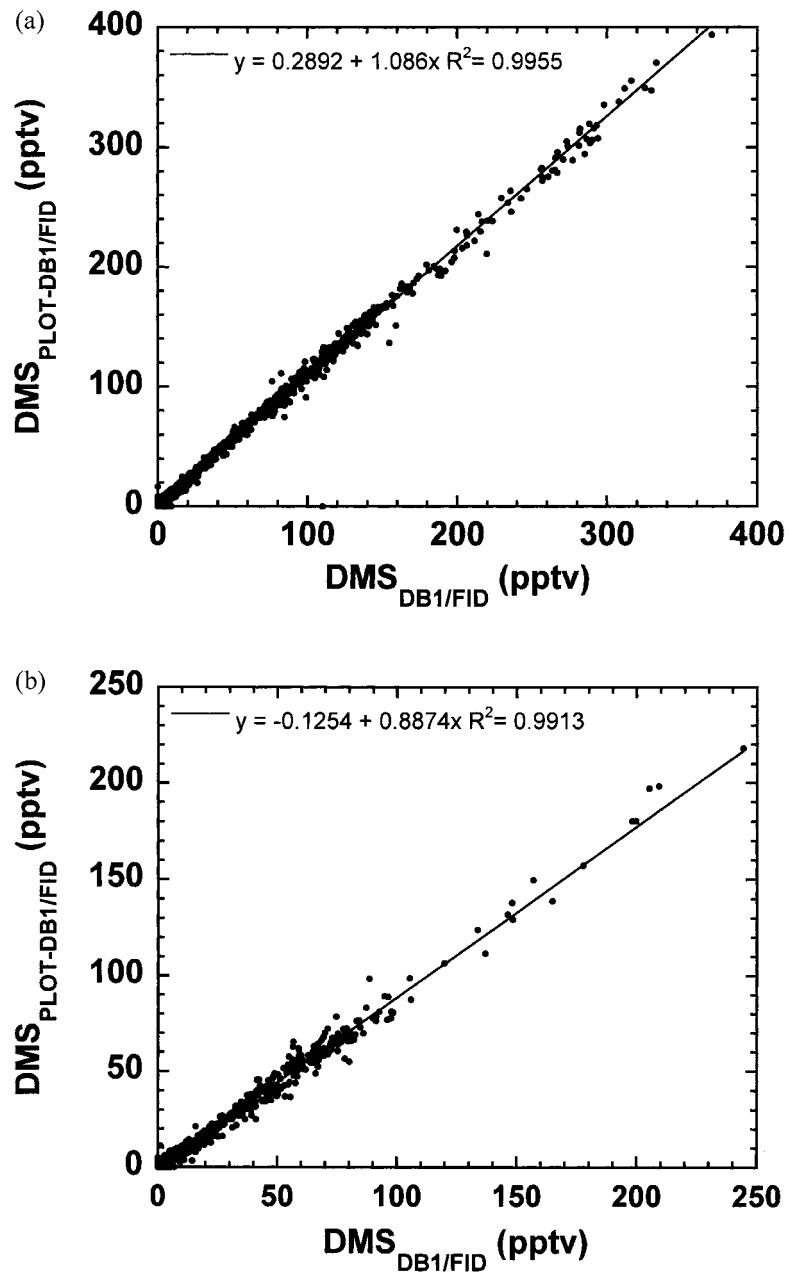 (a)
400
y = 0.2892 + 1.086x R²= 0.9955
300
200
100
0
DMS_PLOT-DB1/FID (pptv)
0 100 200 300 400
DMS_DB1/FID (pptv)
(b)
250
y = -0.1254 + 0.8874x R²= 0.9913
200
150
100
50
0
DMS_PLOT-DB1/FID (pptv)
0 50 100 150 200 250
DMS_DB1/FID (pptv)